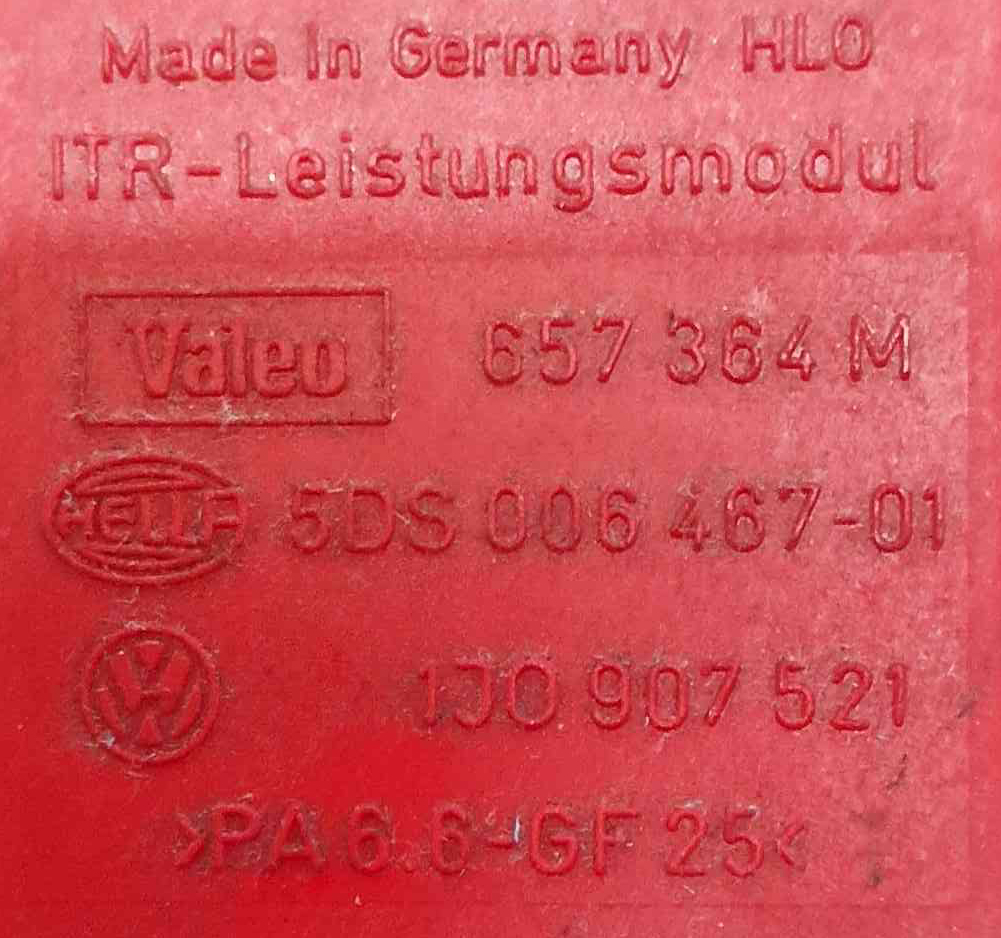 Made In Germany HLO
ITR-Leistungsmodul
Valeo 657 364 M
HELLA 5DS 006 467-01
VW 1J0 907 521
>PA 6.6-GF 25<